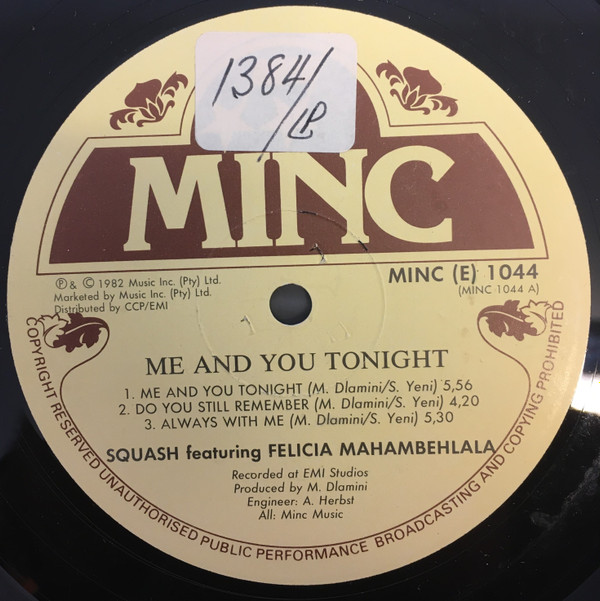 1384/
LP
MINC
℗ & © 1982 Music Inc. (Pty) Ltd.
Marketed by Music Inc. (Pty) Ltd.
Distributed by CCP/EMI
MINC (E) 1044
(MINC 1044 A)
ME AND YOU TONIGHT
1. ME AND YOU TONIGHT (M. Dlamini/S. Yeni) 5,56
2. DO YOU STILL REMEMBER (M. Dlamini/S. Yeni) 4,20
3. ALWAYS WITH ME (M. Dlamini/S. Yeni) 5,30
SQUASH featuring FELICIA MAHAMBEHLALA
Recorded at EMI Studios
Produced by M. Dlamini
Engineer: A. Herbst
All: Minc Music
COPYRIGHT RESERVED UNAUTHORISED PUBLIC PERFORMANCE BROADCASTING AND COPYING PROHIBITED